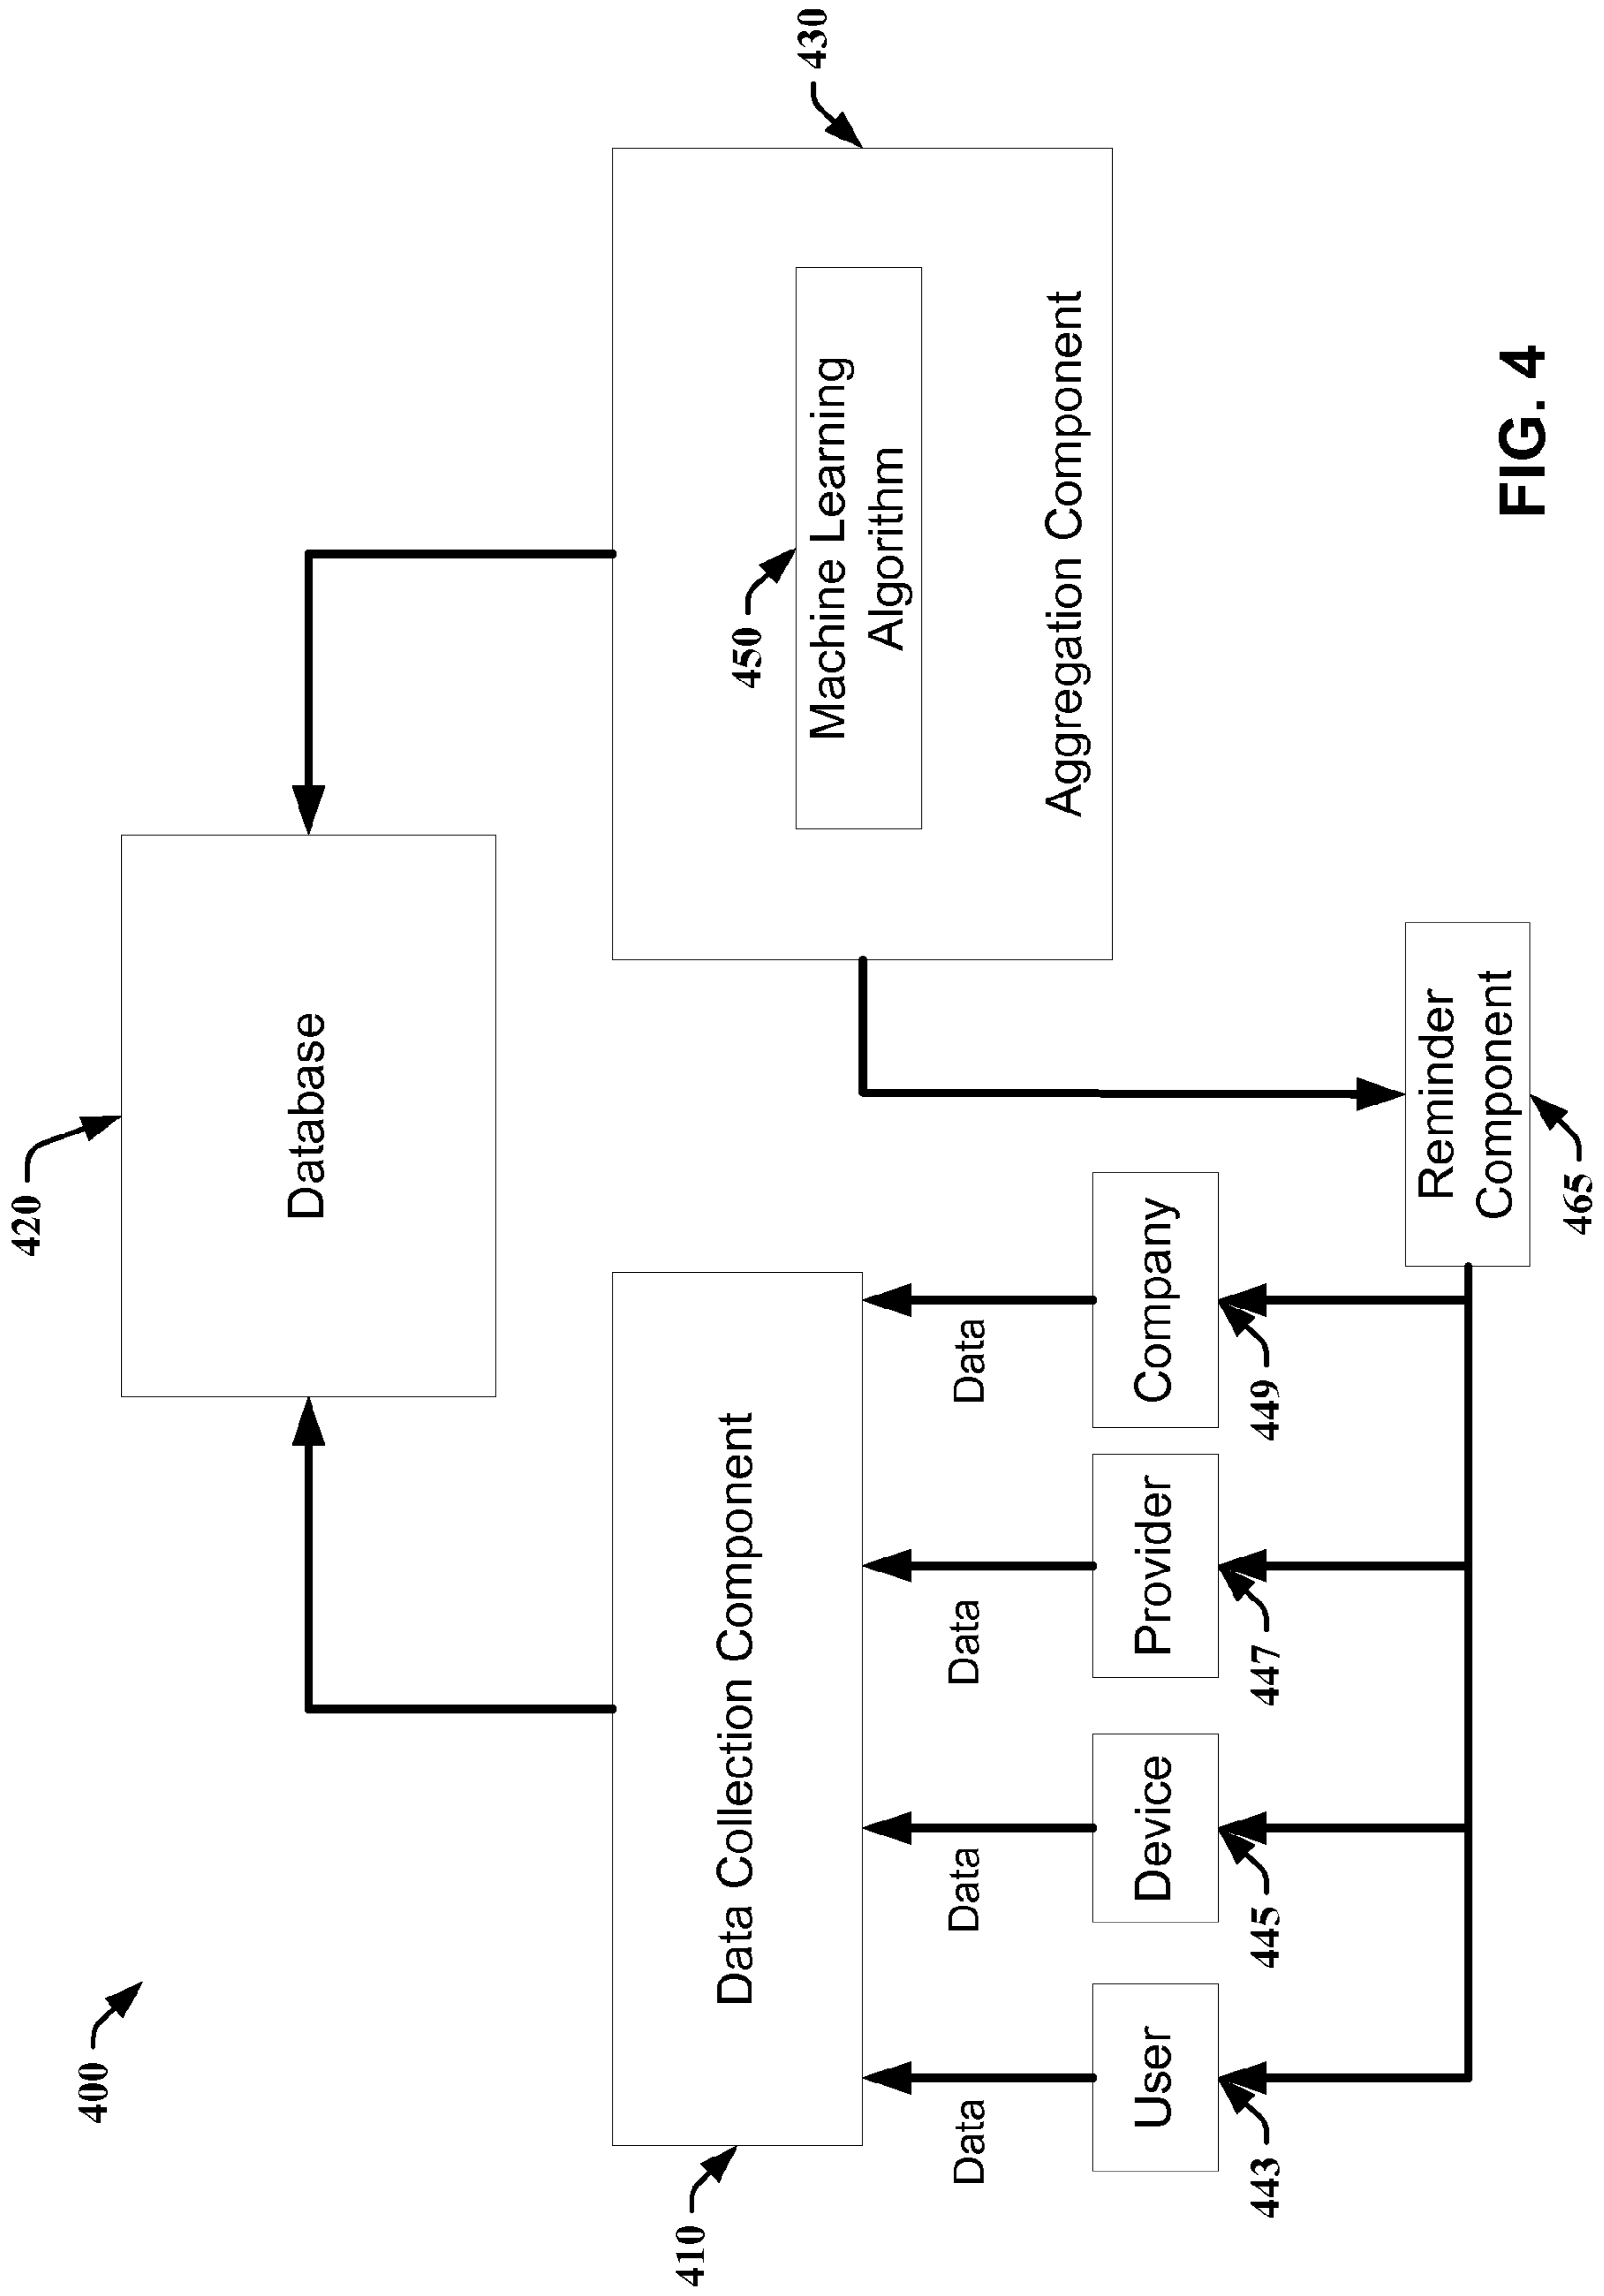 400
420
Database
410
Data Collection Component
430
450
Machine Learning
Algorithm
Aggregation Component
Data
Data
Data
Data
User
Device
Provider
Company
443
445
447
449
Reminder
Component
465
FIG. 4